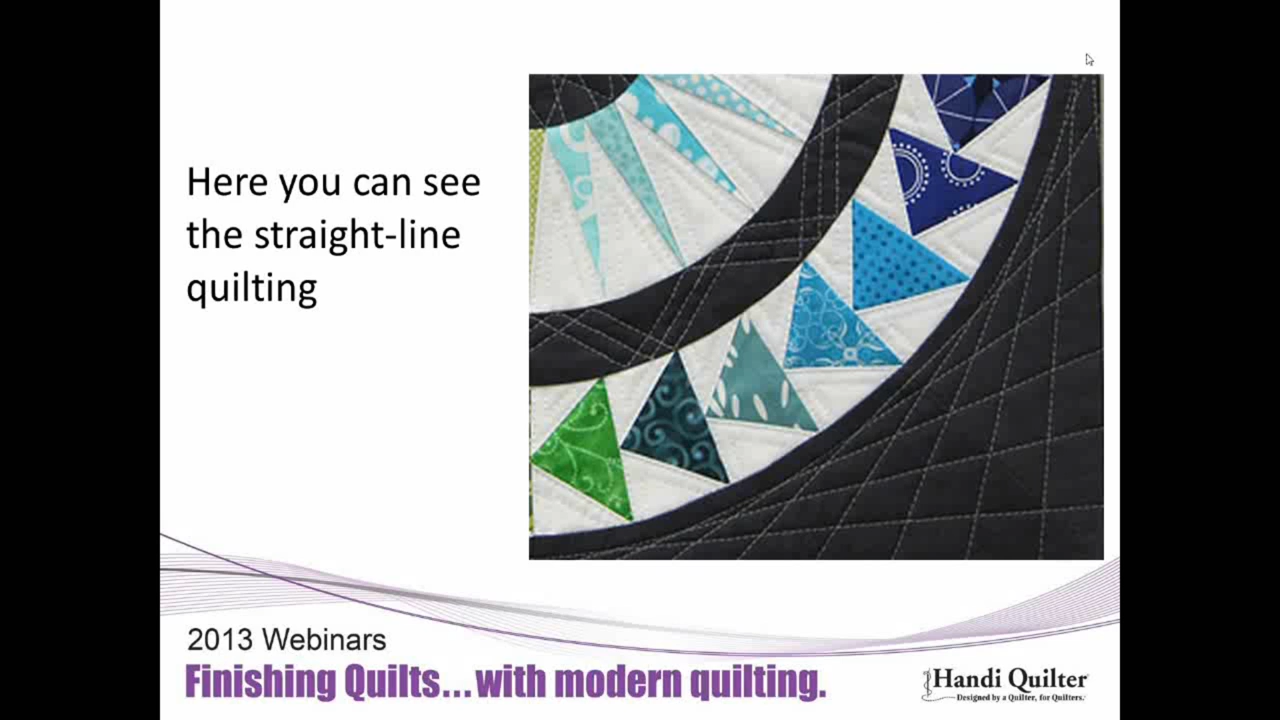 Here you can see
the straight-line
quilting
2013 Webinars
Finishing Quilts...with modern quilting.
Handi Quilter
Designed by a Quilter, for Quilters.